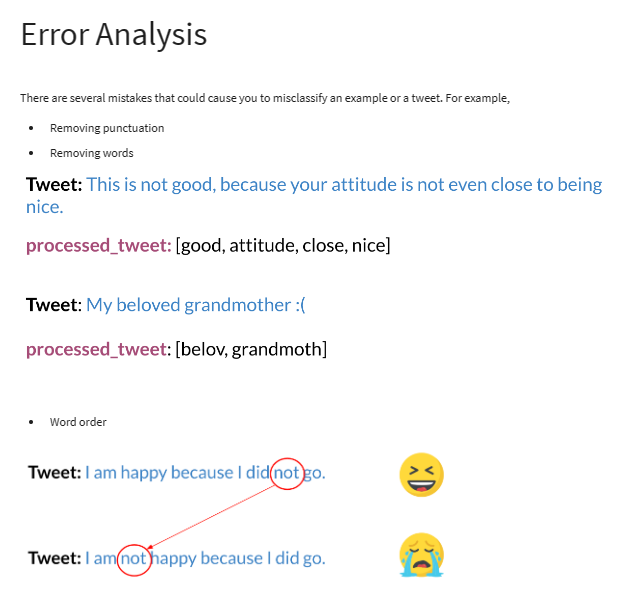 Error Analysis
There are several mistakes that could cause you to misclassify an example or a tweet. For example,
• Removing punctuation
• Removing words
Tweet: This is not good, because your attitude is not even close to being
nice.
processed_tweet: [good, attitude, close, nice]
Tweet: My beloved grandmother :(
processed_tweet: [belov, grandmoth]
• Word order
Tweet: I am happy because I did not go.
Tweet: I am not happy because I did go.